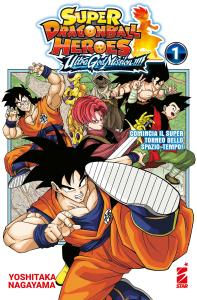 SUPER
DRAGONBALL
HEROES
Ultra God Mission!!!!
1
COMINCIA IL SUPER
TORNEO DELLO
SPAZIO-TEMPO!
YOSHITAKA
NAGAYAMA
STAR